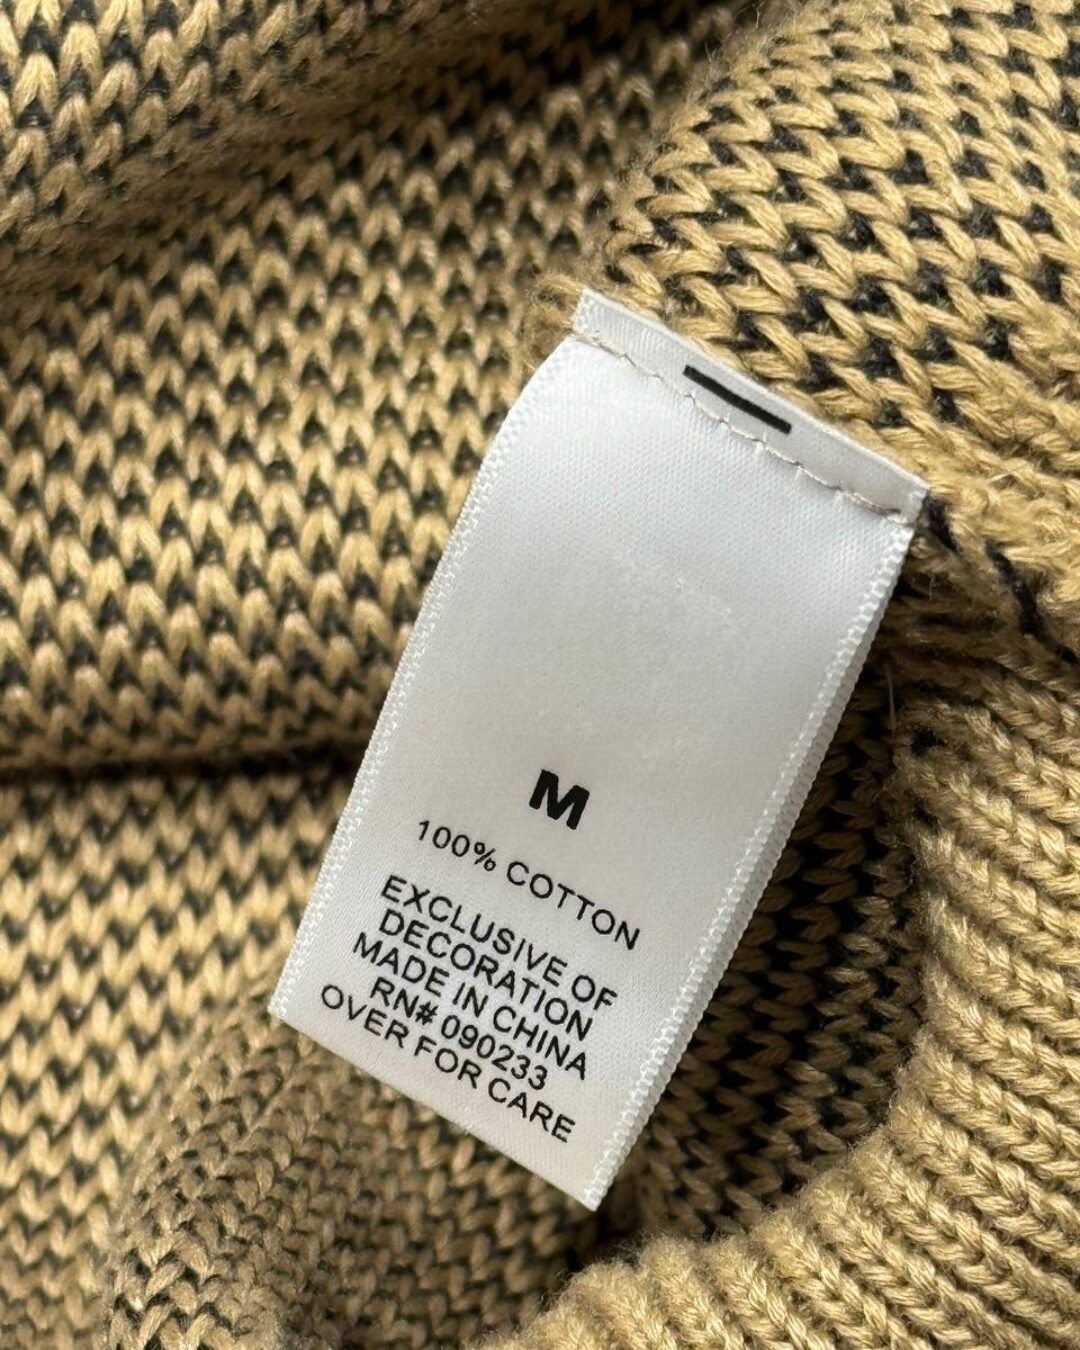 M
100% COTTON
EXCLUSIVE OF
DECORATION
MADE IN CHINA
RN# 090233
OVER FOR CARE